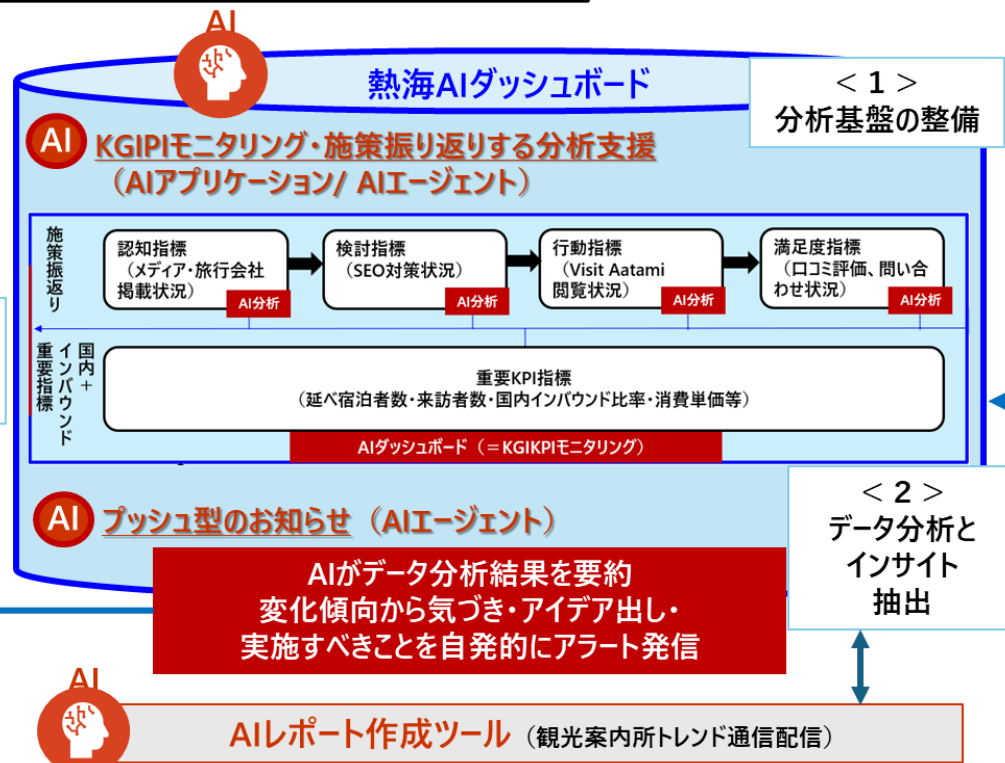 AI
熱海AIダッシュボード
＜１＞
分析基盤の整備
AI
KGIPIモニタリング・施策振り返りする分析支援
（AIアプリケーション/ AIエージェント）
施策振返り
認知指標
（メディア・旅行会社
掲載状況）
AI分析
検討指標
（SEO対策状況）
AI分析
行動指標
（Visit Aatami
閲覧状況）
AI分析
満足度指標
（口コミ評価、問い合
わせ状況）
AI分析
国内＋
インバウンド
重要指標
重要KPI指標
（延べ宿泊者数・来訪者数・国内インバウンド比率・消費単価等）
AIダッシュボード（＝KGIKPIモニタリング）
AI
プッシュ型のお知らせ（AIエージェント）
AIがデータ分析結果を要約
変化傾向から気づき・アイデア出し・
実施すべきことを自発的にアラート発信
＜２＞
データ分析と
インサイト
抽出
AI
AIレポート作成ツール（観光案内所トレンド通信配信）